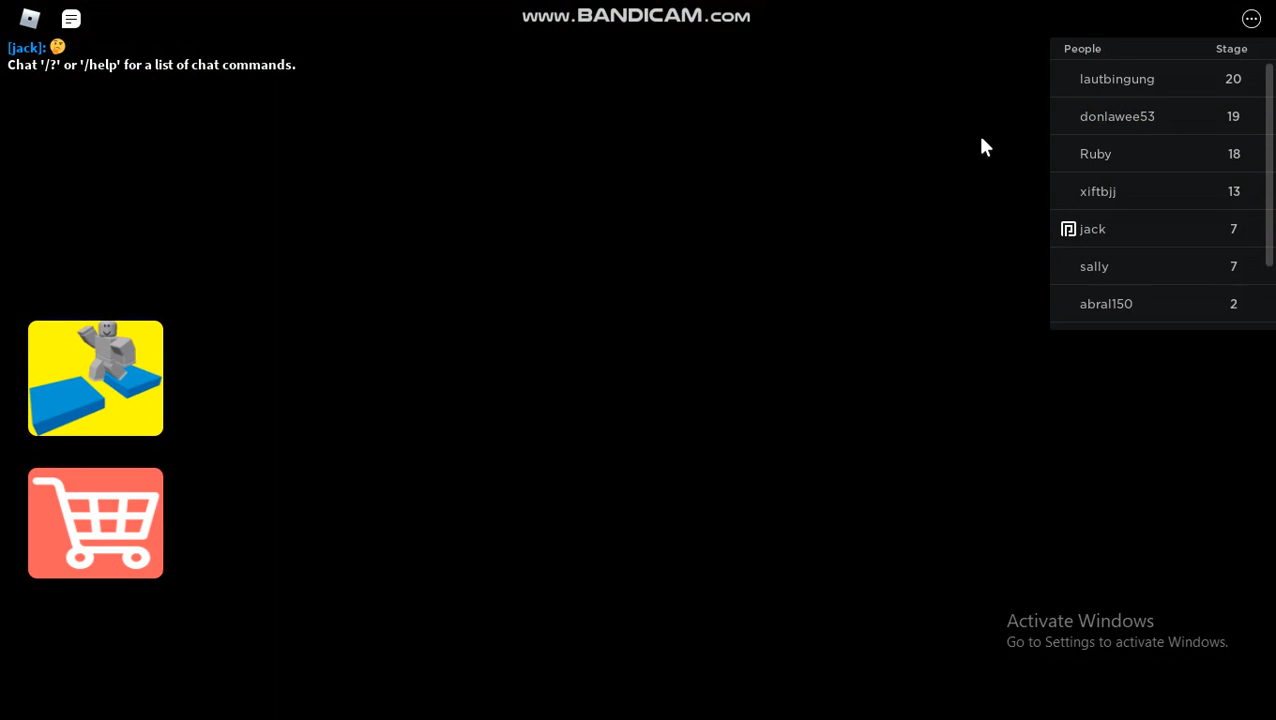 www.BANDICAM.com
[jack]: 🤔
Chat '/?' or '/help' for a list of chat commands.
People Stage
lautbingung 20
donlawee53 19
Ruby 18
xiftbjj 13
jack 7
sally 7
abral150 2
Activate Windows
Go to Settings to activate Windows.